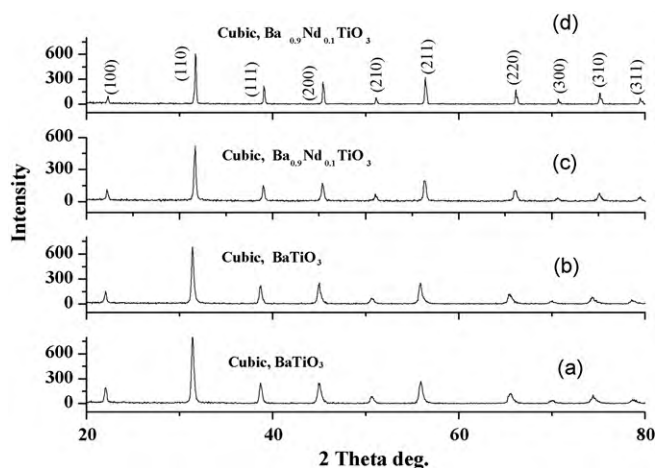 Cubic, Ba₀.₉Nd₀.₁TiO₃
(d)
600
300
0
(100)
(110)
(111)
(200)
(210)
(211)
(220)
(300)
(310)
(311)
Cubic, Ba₀.₉Nd₀.₁TiO₃
(c)
600
300
0
Cubic, BaTiO₃
(b)
600
300
0
Cubic, BaTiO₃
(a)
600
300
0
Intensity
20
40
60
80
2 Theta deg.